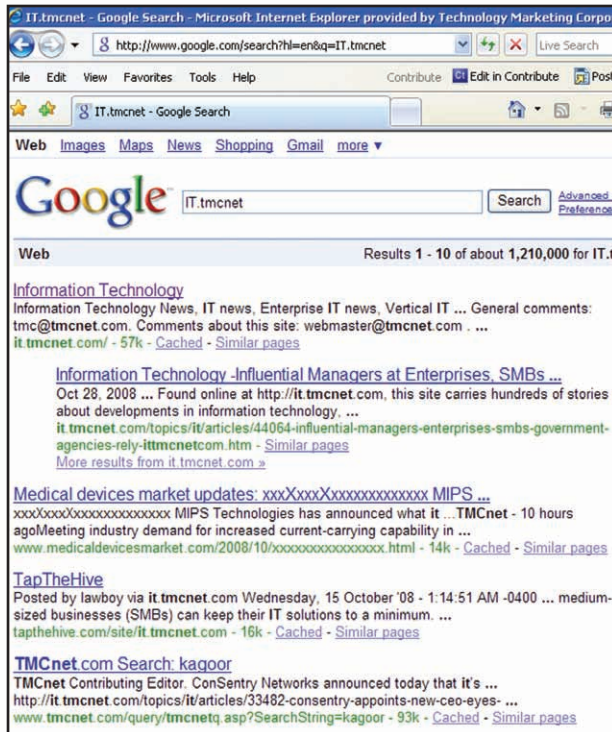 IT.tmcnet - Google Search - Microsoft Internet Explorer provided by Technology Marketing Corpo
http://www.google.com/search?hl=en&q=IT.tmcnet Live Search
File Edit View Favorites Tools Help Contribute Edit in Contribute Post
IT.tmcnet - Google Search
Web Images Maps News Shopping Gmail more ▼
Google IT.tmcnet Search Advanced
Preference
Web Results 1 - 10 of about 1,210,000 for IT.t
Information Technology
Information Technology News, IT news, Enterprise IT news, Vertical IT ... General comments:
tmc@tmcnet.com. Comments about this site: webmaster@tmcnet.com . ...
it.tmcnet.com/ - 57k - Cached - Similar pages
Information Technology -Influential Managers at Enterprises, SMBs ...
Oct 28, 2008 ... Found online at http://it.tmcnet.com, this site carries hundreds of stories
about developments in information technology, ...
it.tmcnet.com/topics/it/articles/44064-influential-managers-enterprises-smbs-government-
agencies-rely-ittmcnetcom.htm - Similar pages
More results from it.tmcnet.com »
Medical devices market updates: xxxXxxxXxxxxxxxxxxxxx MIPS ...
xxxXxxxXxxxxxxxxxxxxx MIPS Technologies has announced what it ...TMCnet - 10 hours
agoMeeting industry demand for increased current-carrying capability in ...
www.medicaldevicesmarket.com/2008/10/xxxxxxxxxxxxxxxx.html - 14k - Cached - Similar pages
TapTheHive
Posted by lawboy via it.tmcnet.com Wednesday, 15 October '08 - 1:14:51 AM -0400 ... medium-
sized businesses (SMBs) can keep their IT solutions to a minimum. ...
tapthehive.com/site/it.tmcnet.com - 16k - Cached - Similar pages
TMCnet.com Search: kagoor
TMCnet Contributing Editor. ConSentry Networks announced today that it's ...
http://it.tmcnet.com/topics/it/articles/33482-consentry-appoints-new-ceo-eyes- ...
www.tmcnet.com/query/tmcnetq.asp?SearchString=kagoor - 93k - Cached - Similar pages